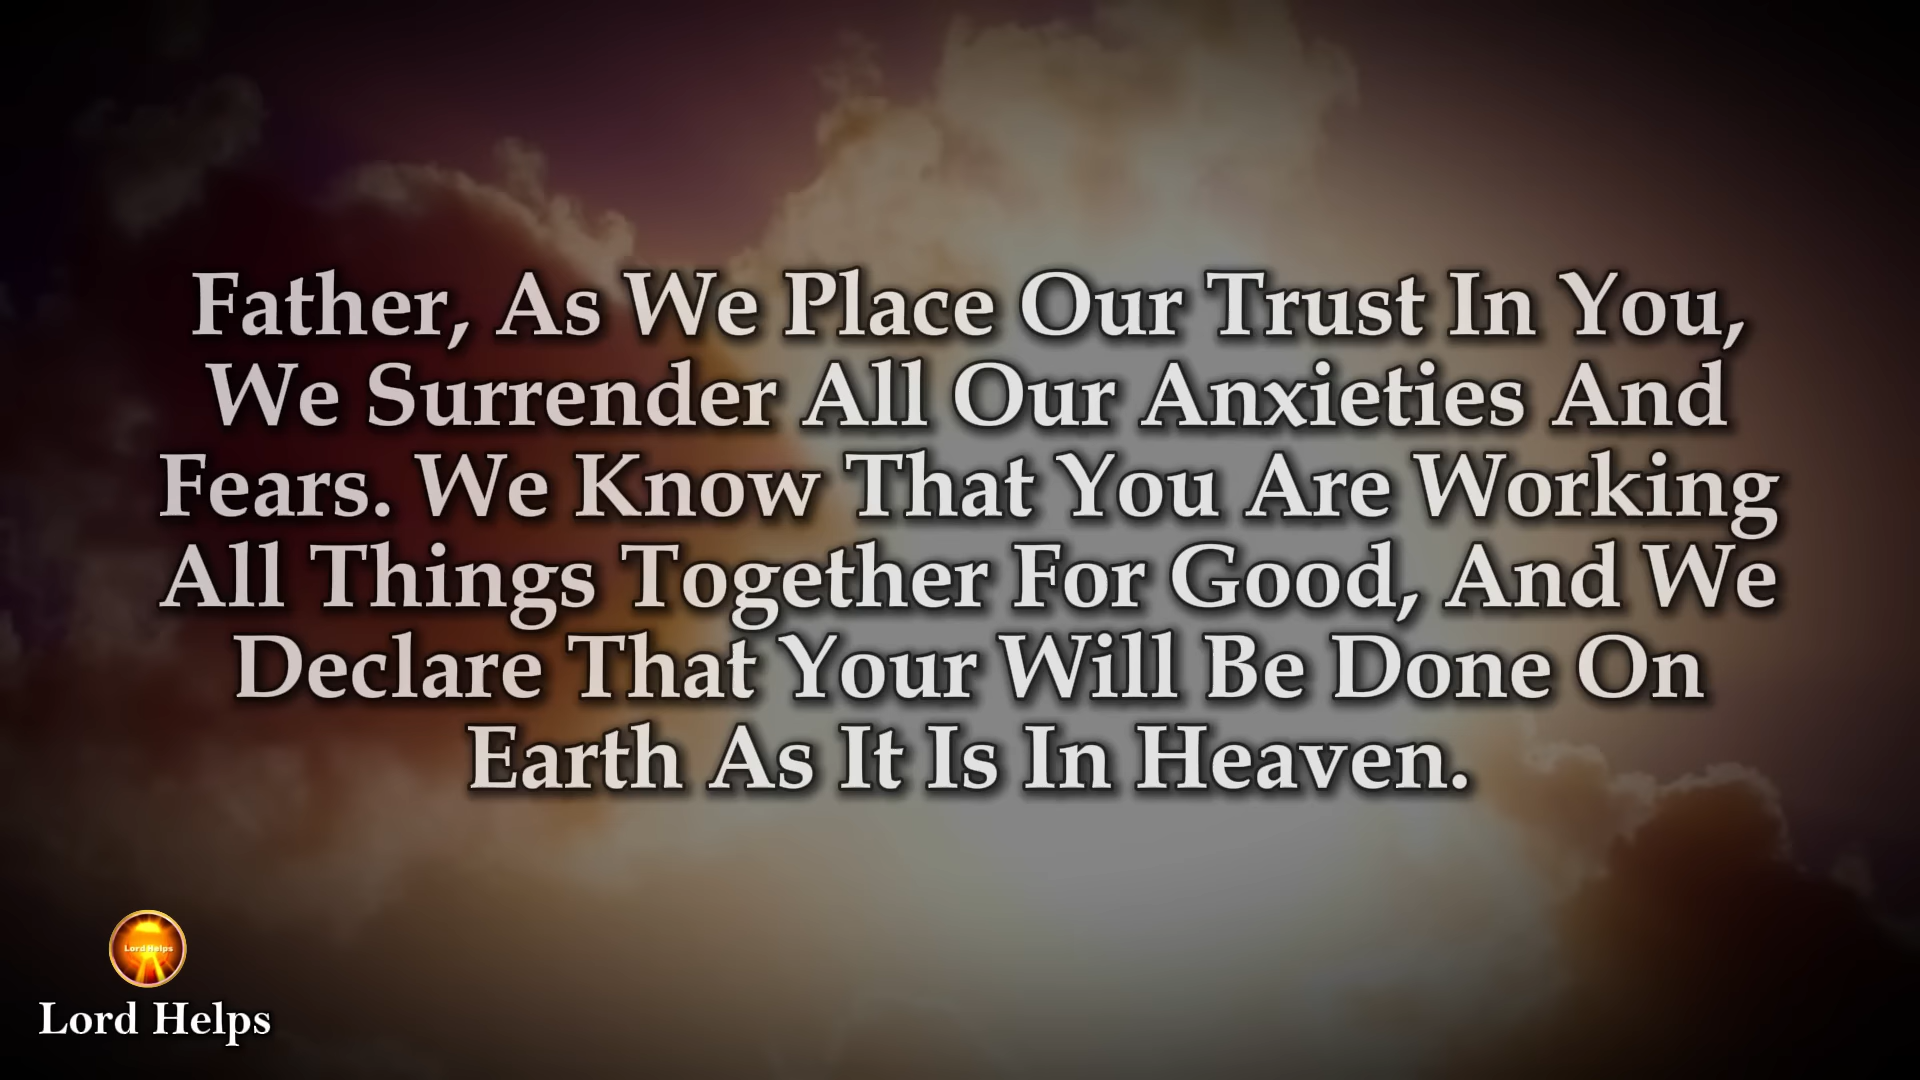 Father, As We Place Our Trust In You,
We Surrender All Our Anxieties And
Fears. We Know That You Are Working
All Things Together For Good, And We
Declare That Your Will Be Done On
Earth As It Is In Heaven.
Lord Helps
Lord Helps